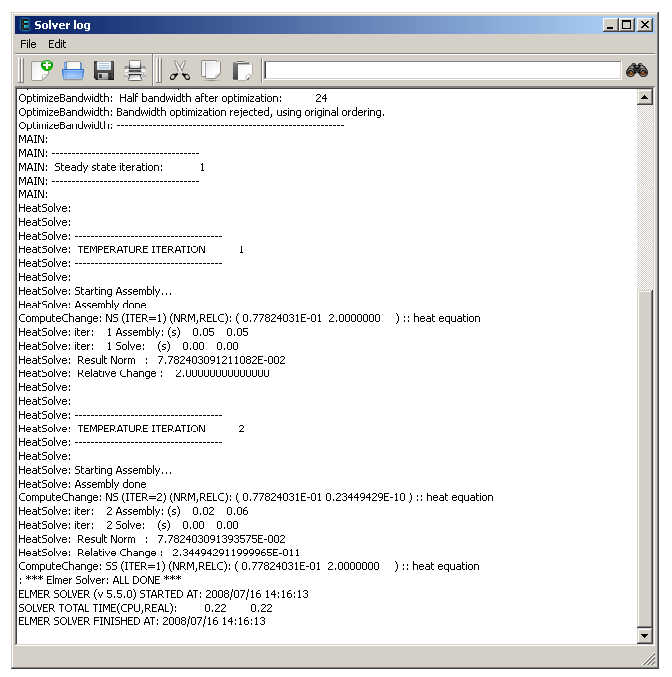 Solver log
File Edit
OptimizeBandwidth: Half bandwidth after optimization: 24
OptimizeBandwidth: Bandwidth optimization rejected, using original ordering.
OptimizeBandwidth: ---------------------------------------------------------
MAIN:
MAIN: -------------------------------------
MAIN: Steady state iteration: 1
MAIN: -------------------------------------
MAIN:
HeatSolve:
HeatSolve:
HeatSolve: -------------------------------------
HeatSolve: TEMPERATURE ITERATION 1
HeatSolve: -------------------------------------
HeatSolve:
HeatSolve: Starting Assembly...
HeatSolve: Assembly done
ComputeChange: NS (ITER=1) (NRM,RELC): ( 0.77824031E-01 2.0000000 ) :: heat equation
HeatSolve: iter: 1 Assembly: (s) 0.05 0.05
HeatSolve: iter: 1 Solve: (s) 0.00 0.00
HeatSolve: Result Norm : 7.782403091211082E-002
HeatSolve: Relative Change : 2.00000000000000
HeatSolve:
HeatSolve:
HeatSolve: -------------------------------------
HeatSolve: TEMPERATURE ITERATION 2
HeatSolve: -------------------------------------
HeatSolve:
HeatSolve: Starting Assembly...
HeatSolve: Assembly done
ComputeChange: NS (ITER=2) (NRM,RELC): ( 0.77824031E-01 0.23449429E-10 ) :: heat equation
HeatSolve: iter: 2 Assembly: (s) 0.02 0.06
HeatSolve: iter: 2 Solve: (s) 0.00 0.00
HeatSolve: Result Norm : 7.782403091393575E-002
HeatSolve: Relative Change : 2.344942911999965E-011
ComputeChange: SS (ITER=1) (NRM,RELC): ( 0.77824031E-01 2.0000000 ) :: heat equation
: *** Elmer Solver: ALL DONE ***
ELMER SOLVER (v 5.5.0) STARTED AT: 2008/07/16 14:16:13
SOLVER TOTAL TIME(CPU,REAL): 0.22 0.22
ELMER SOLVER FINISHED AT: 2008/07/16 14:16:13